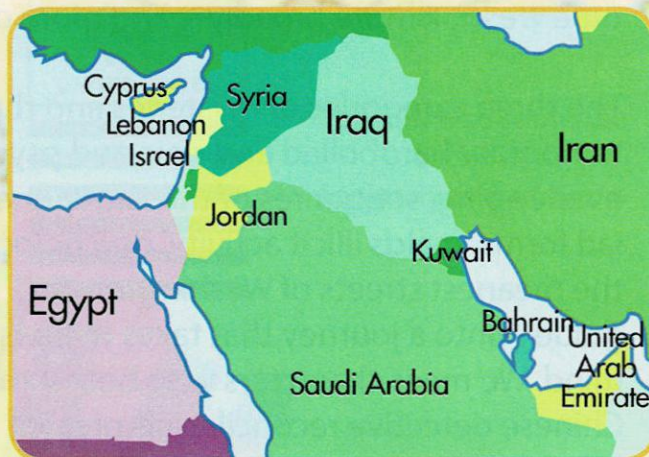 Cyprus
Syria
Lebanon
Israel
Iraq
Iran
Jordan
Kuwait
Egypt
Bahrain
United
Arab
Emirate
Saudi Arabia